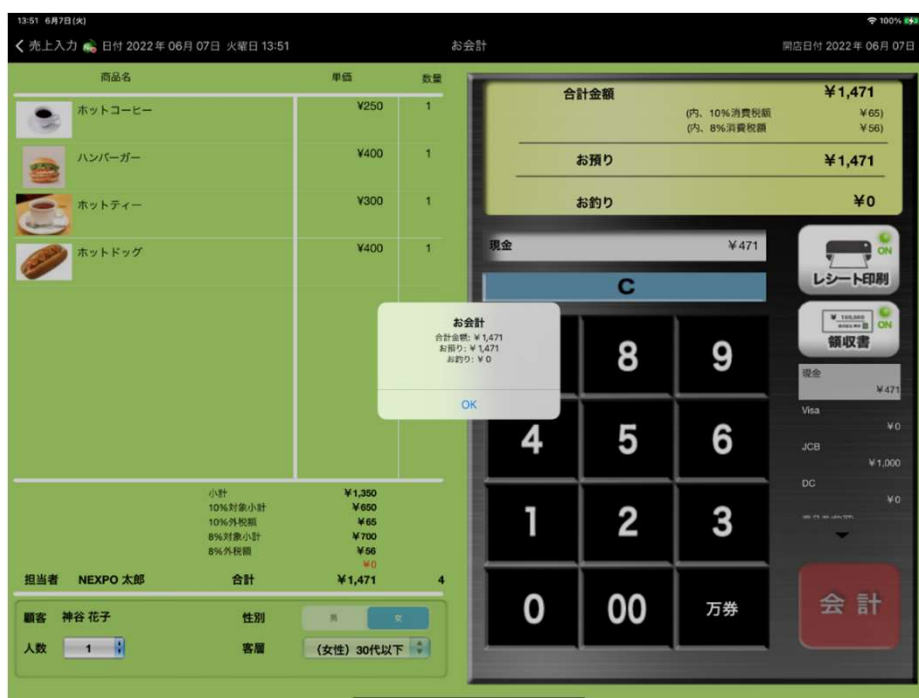 13:51 6月7日(火)
100%
売上入力 日付 2022年 06月 07日 火曜日 13:51
お会計
開店日付 2022年 06月 07日
商品名 単価 数量
ホットコーヒー ¥250 1
ハンバーガー ¥400 1
ホットティー ¥300 1
ホットドッグ ¥400 1
小計 ¥1,350
10%対象小計 ¥650
10%外税額 ¥65
8%対象小計 ¥700
8%外税額 ¥56
¥0
担当者 NEXPO 太郎 合計 ¥1,471 4
顧客 神谷 花子 性別 男 女
人数 1 客層 (女性) 30代以下
合計金額 ¥1,471
(内、10%消費税額 ¥65)
(内、8%消費税額 ¥56)
お預り ¥1,471
お釣り ¥0
現金 ¥471
C
8 9
4 5 6
1 2 3
0 00 万券
お会計
合計金額: ¥1,471
お預り: ¥1,471
お釣り: ¥0
OK
ON
レシート印刷
¥ 100,000
ON
領収書
現金
¥471
Visa
¥0
JCB
¥1,000
DC
¥0
会計